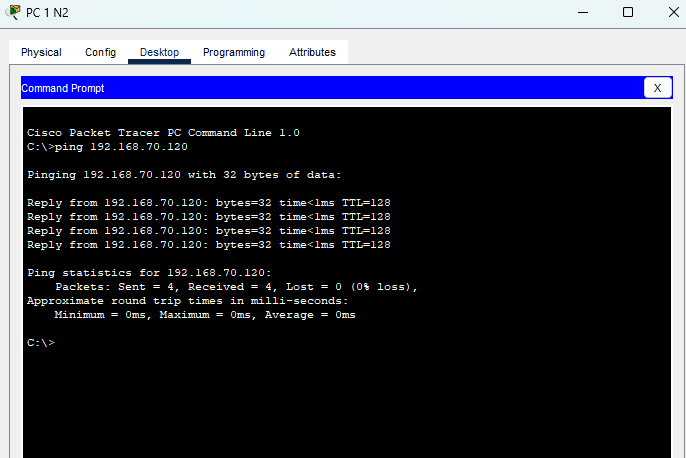 PC 1 N2
Physical Config Desktop Programming Attributes
Command Prompt X
Cisco Packet Tracer PC Command Line 1.0
C:\>ping 192.168.70.120
Pinging 192.168.70.120 with 32 bytes of data:
Reply from 192.168.70.120: bytes=32 time<1ms TTL=128
Reply from 192.168.70.120: bytes=32 time<1ms TTL=128
Reply from 192.168.70.120: bytes=32 time<1ms TTL=128
Reply from 192.168.70.120: bytes=32 time<1ms TTL=128
Ping statistics for 192.168.70.120:
Packets: Sent = 4, Received = 4, Lost = 0 (0% loss),
Approximate round trip times in milli-seconds:
Minimum = 0ms, Maximum = 0ms, Average = 0ms
C:\>